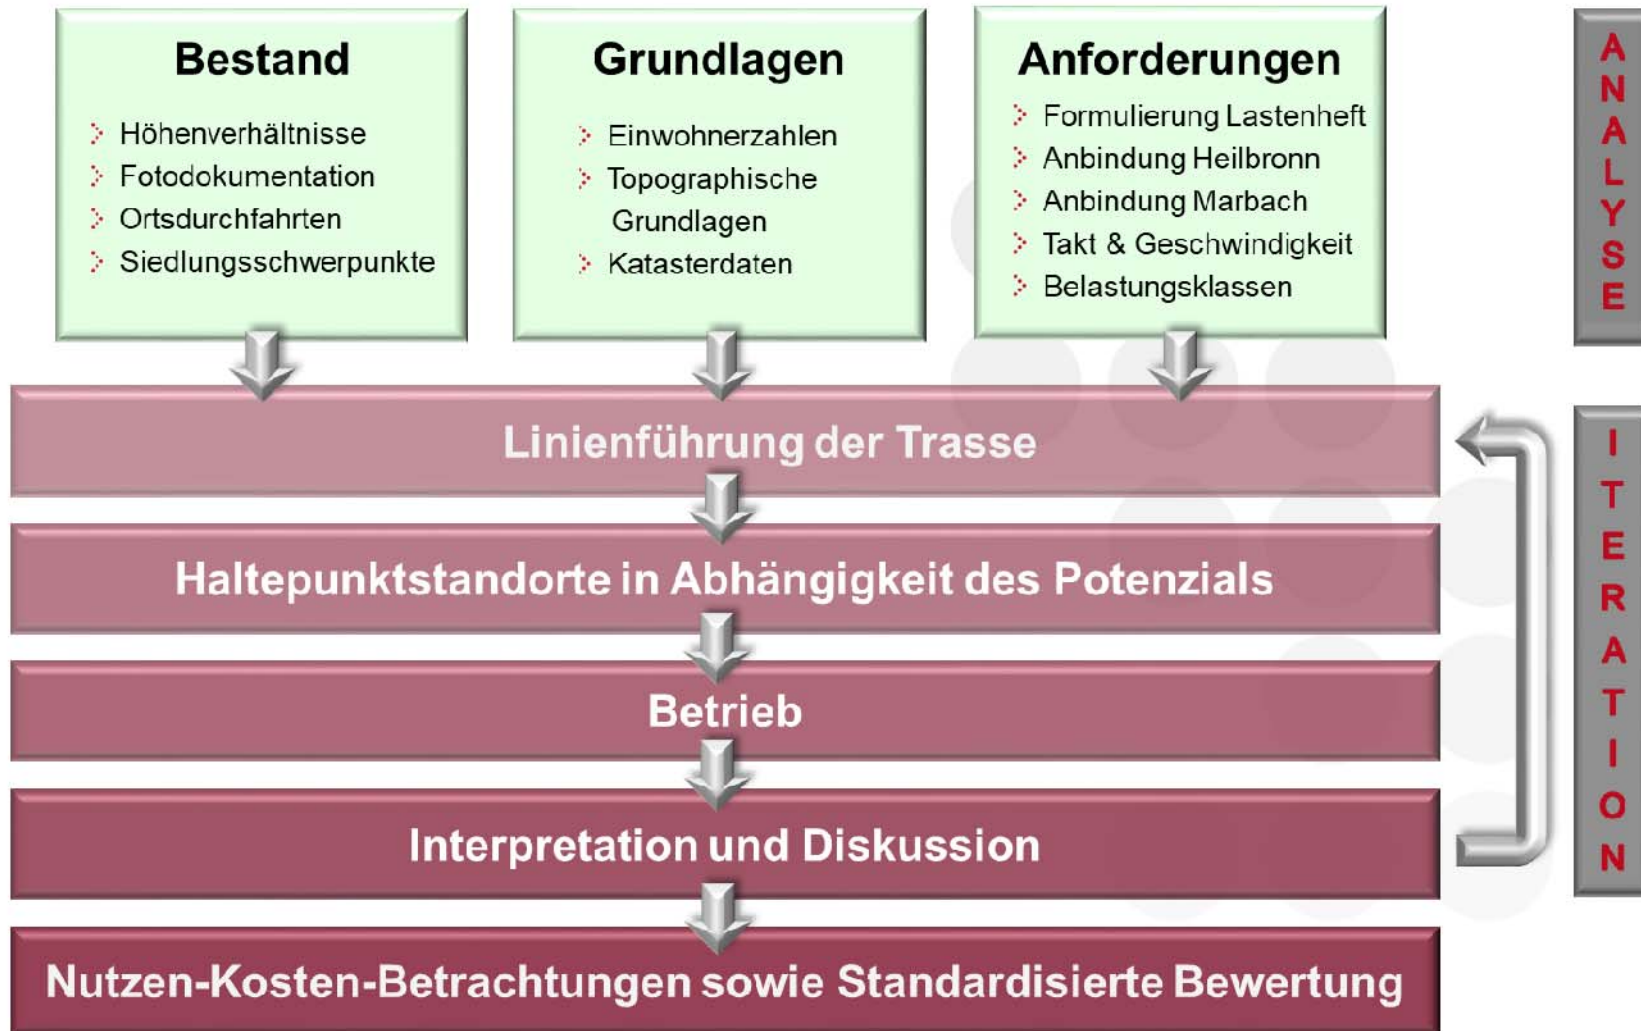 Bestand
Höhenverhältnisse
Fotodokumentation
Ortsdurchfahrten
Siedlungsschwerpunkte
Grundlagen
Einwohnerzahlen
Topographische
Grundlagen
Katasterdaten
Anforderungen
Formulierung Lastenheft
Anbindung Heilbronn
Anbindung Marbach
Takt & Geschwindigkeit
Belastungsklassen
ANALYSE
Linienführung der Trasse
Haltepunktstandorte in Abhängigkeit des Potenzials
Betrieb
Interpretation und Diskussion
Nutzen-Kosten-Betrachtungen sowie Standardisierte Bewertung
ITERATION